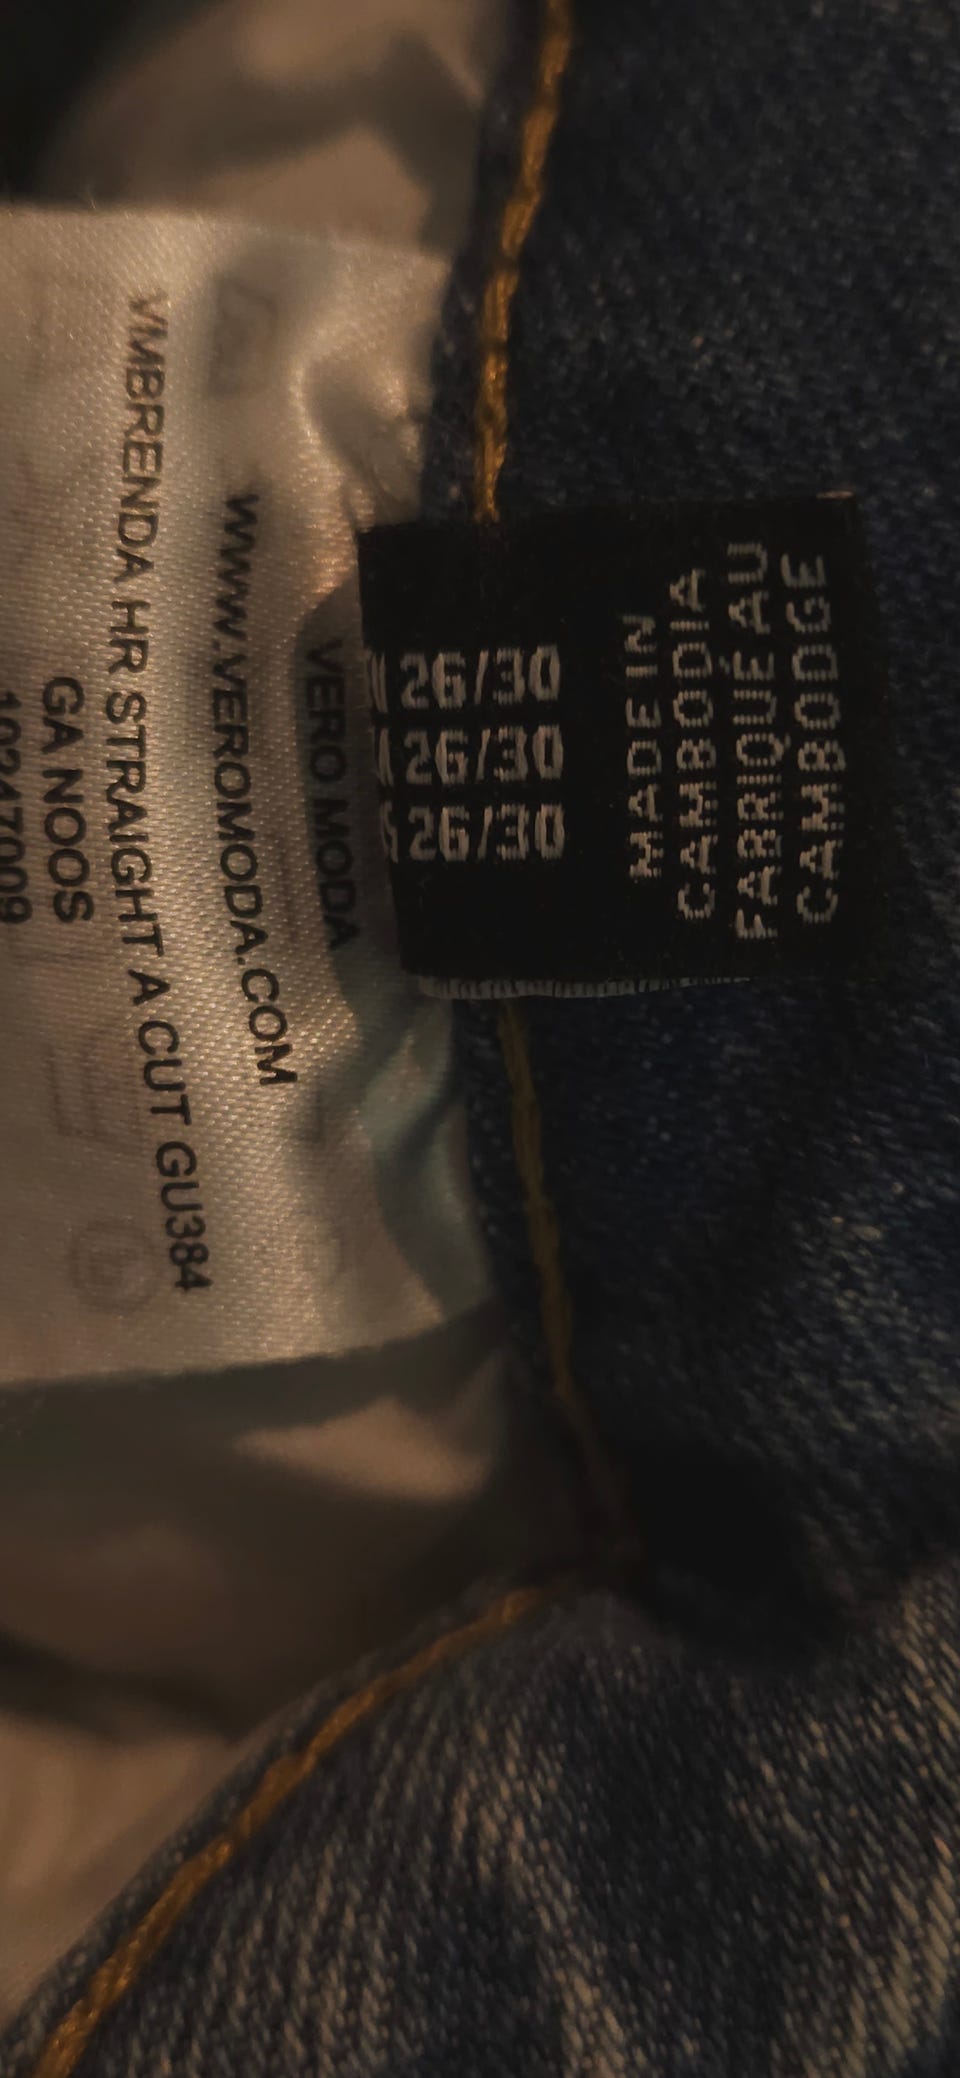 VERO MODA
WWW.VEROMODA.COM
VMBRENDA HR STRAIGHT A CUT GU384
GA NOOS
26/30
26/30
26/30
MADE IN
CAMBODIA
FABRIQUÉ AU
CAMBODGE